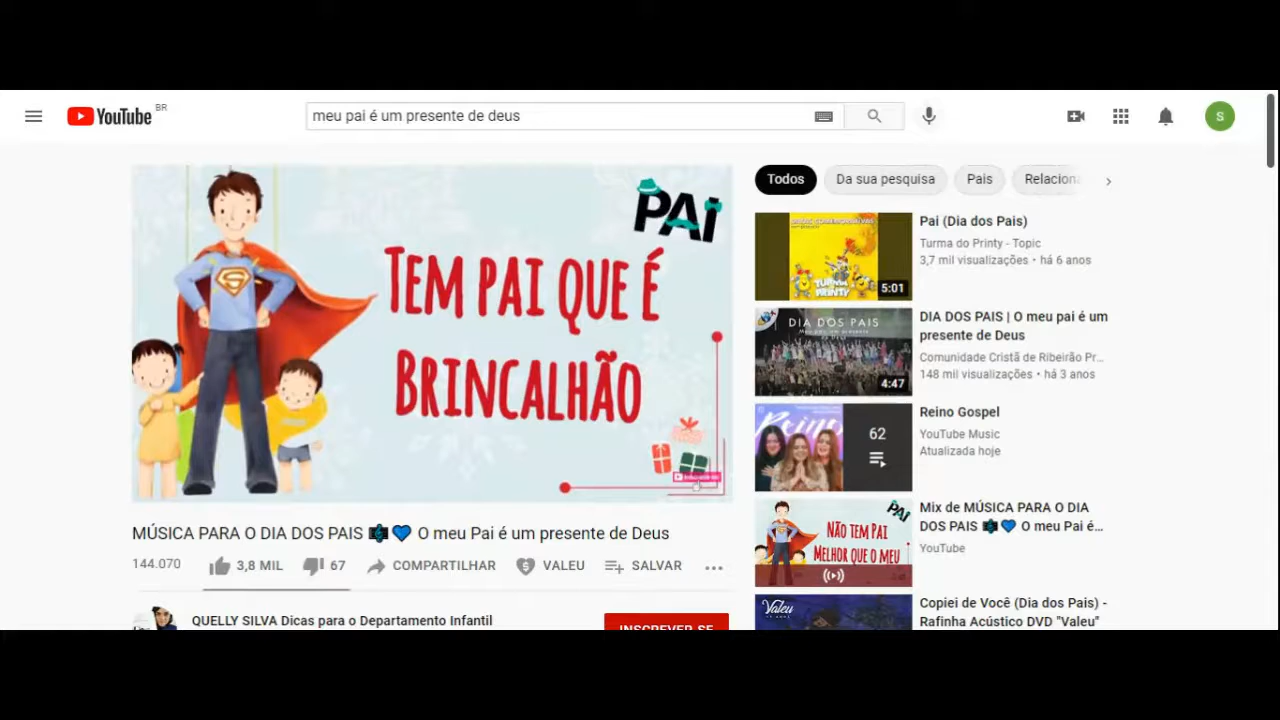 YouTube BR
meu pai é um presente de deus
S
PAi
TEM PAI QUE É
BRINCALHÃO
MÚSICA PARA O DIA DOS PAIS O meu Pai é um presente de Deus
144.070
3,8 MIL
67
COMPARTILHAR
VALEU
SALVAR
QUELLY SILVA Dicas para o Departamento Infantil
INSCREVER-SE
Todos
Da sua pesquisa
Pais
Relaciona
5:01
Pai (Dia dos Pais)
Turma do Printy - Topic
3,7 mil visualizações • há 6 anos
DIA DOS PAIS
4:47
DIA DOS PAIS | O meu pai é um
presente de Deus
Comunidade Cristã de Ribeirão Pr...
148 mil visualizações • há 3 anos
Reino
62
Reino Gospel
YouTube Music
Atualizada hoje
PAi
NÃO TEM PAI
MELHOR QUE O MEU
Mix de MÚSICA PARA O DIA
DOS PAIS O meu Pai é...
YouTube
Valeu
Copiei de Você (Dia dos Pais) -
Rafinha Acústico DVD "Valeu"